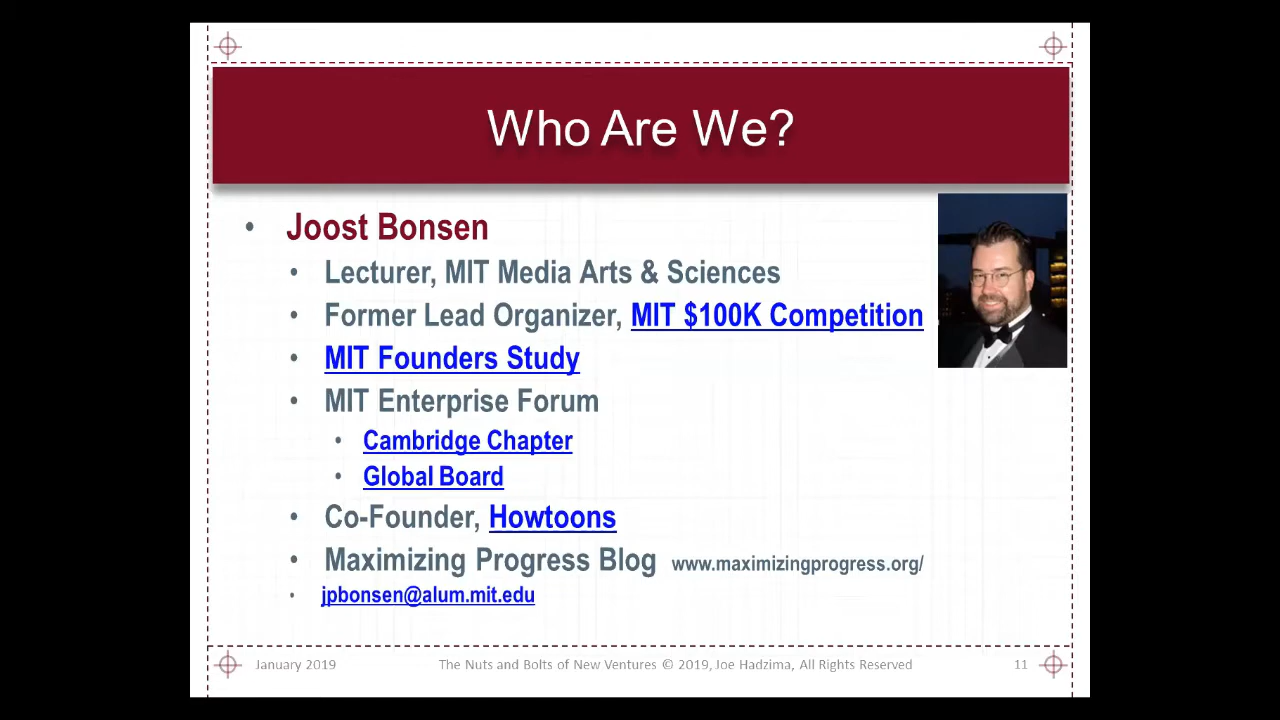 Who Are We?
• Joost Bonsen
• Lecturer, MIT Media Arts & Sciences
• Former Lead Organizer, MIT $100K Competition
• MIT Founders Study
• MIT Enterprise Forum
• Cambridge Chapter
• Global Board
• Co-Founder, Howtoons
• Maximizing Progress Blog www.maximizingprogress.org/
• jpbonsen@alum.mit.edu
January 2019 The Nuts and Bolts of New Ventures © 2019, Joe Hadzima, All Rights Reserved 11